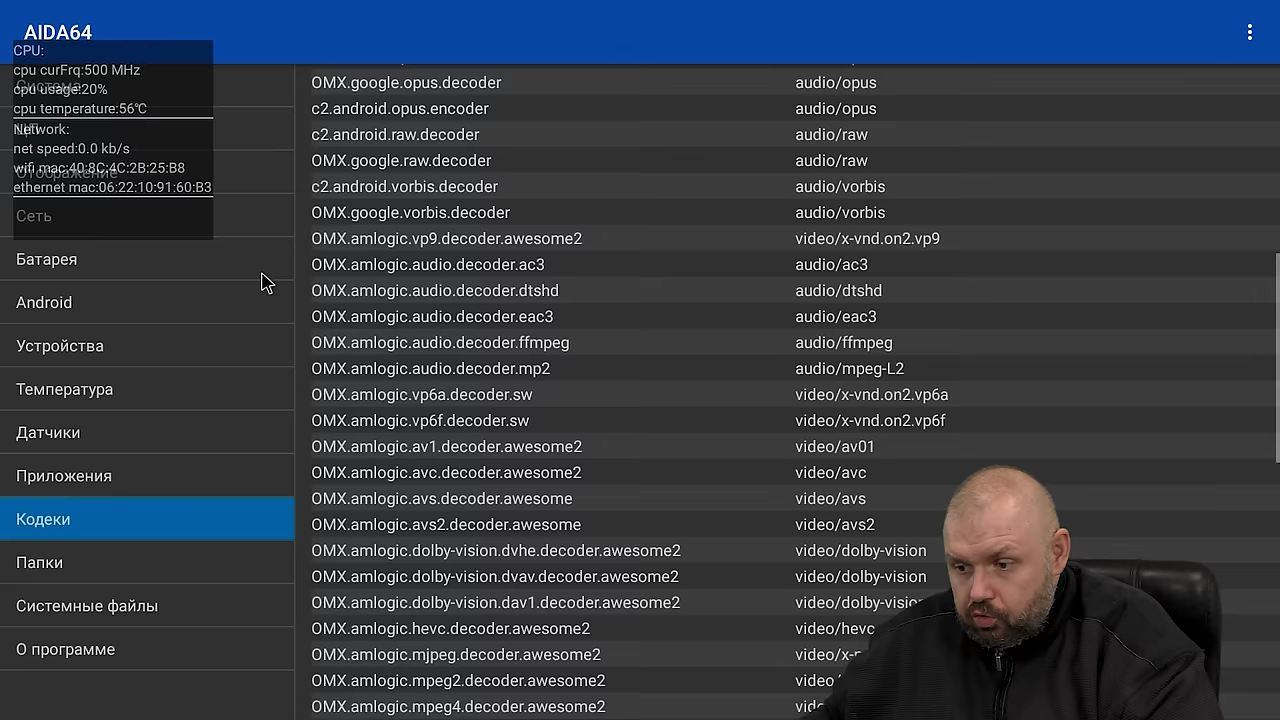 AIDA64
CPU:
cpu curFrq:500 MHz
Система
cpu usage:20%
cpu temperature:56℃
ЦП
Network:
net speed:0.0 kb/s
wifi mac:40:8C:4C:2B:25:B8
Отображение
ethernet mac:06:22:10:91:60:B3
Сеть
Батарея
Android
Устройства
Температура
Датчики
Приложения
Кодеки
Папки
Системные файлы
О программе
OMX.google.opus.decoder audio/opus
c2.android.opus.encoder audio/opus
c2.android.raw.decoder audio/raw
OMX.google.raw.decoder audio/raw
c2.android.vorbis.decoder audio/vorbis
OMX.google.vorbis.decoder audio/vorbis
OMX.amlogic.vp9.decoder.awesome2 video/x-vnd.on2.vp9
OMX.amlogic.audio.decoder.ac3 audio/ac3
OMX.amlogic.audio.decoder.dtshd audio/dtshd
OMX.amlogic.audio.decoder.eac3 audio/eac3
OMX.amlogic.audio.decoder.ffmpeg audio/ffmpeg
OMX.amlogic.audio.decoder.mp2 audio/mpeg-L2
OMX.amlogic.vp6a.decoder.sw video/x-vnd.on2.vp6a
OMX.amlogic.vp6f.decoder.sw video/x-vnd.on2.vp6f
OMX.amlogic.av1.decoder.awesome2 video/av01
OMX.amlogic.avc.decoder.awesome2 video/avc
OMX.amlogic.avs.decoder.awesome video/avs
OMX.amlogic.avs2.decoder.awesome video/avs2
OMX.amlogic.dolby-vision.dvhe.decoder.awesome2 video/dolby-vision
OMX.amlogic.dolby-vision.dvav.decoder.awesome2 video/dolby-vision
OMX.amlogic.dolby-vision.dav1.decoder.awesome2 video/dolby-visio
OMX.amlogic.hevc.decoder.awesome2 video/hevc
OMX.amlogic.mjpeg.decoder.awesome2 video/x-
OMX.amlogic.mpeg2.decoder.awesome2 video/
OMX.amlogic.mpeg4.decoder.awesome2